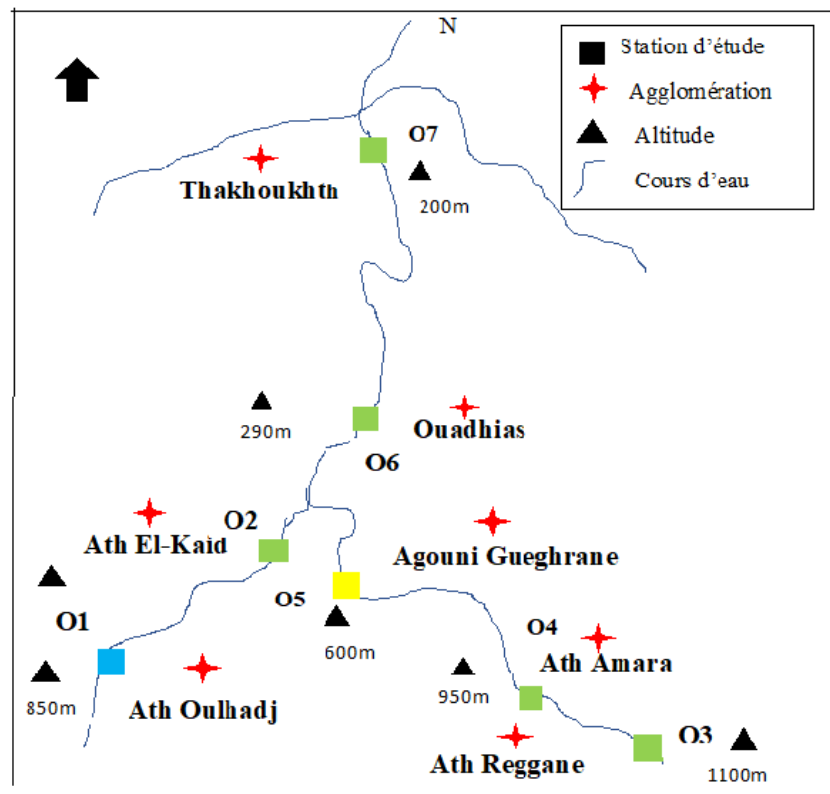 N
Station d'étude
Agglomération
Altitude
Cours d'eau
O7
Thakhoukhth
200m
290m
Ouadhias
O6
O2
Ath El-Kaid
Agouni Gueghrane
O5
O1
600m
O4
Ath Amara
950m
850m
Ath Oulhadj
O3
Ath Reggane
1100m